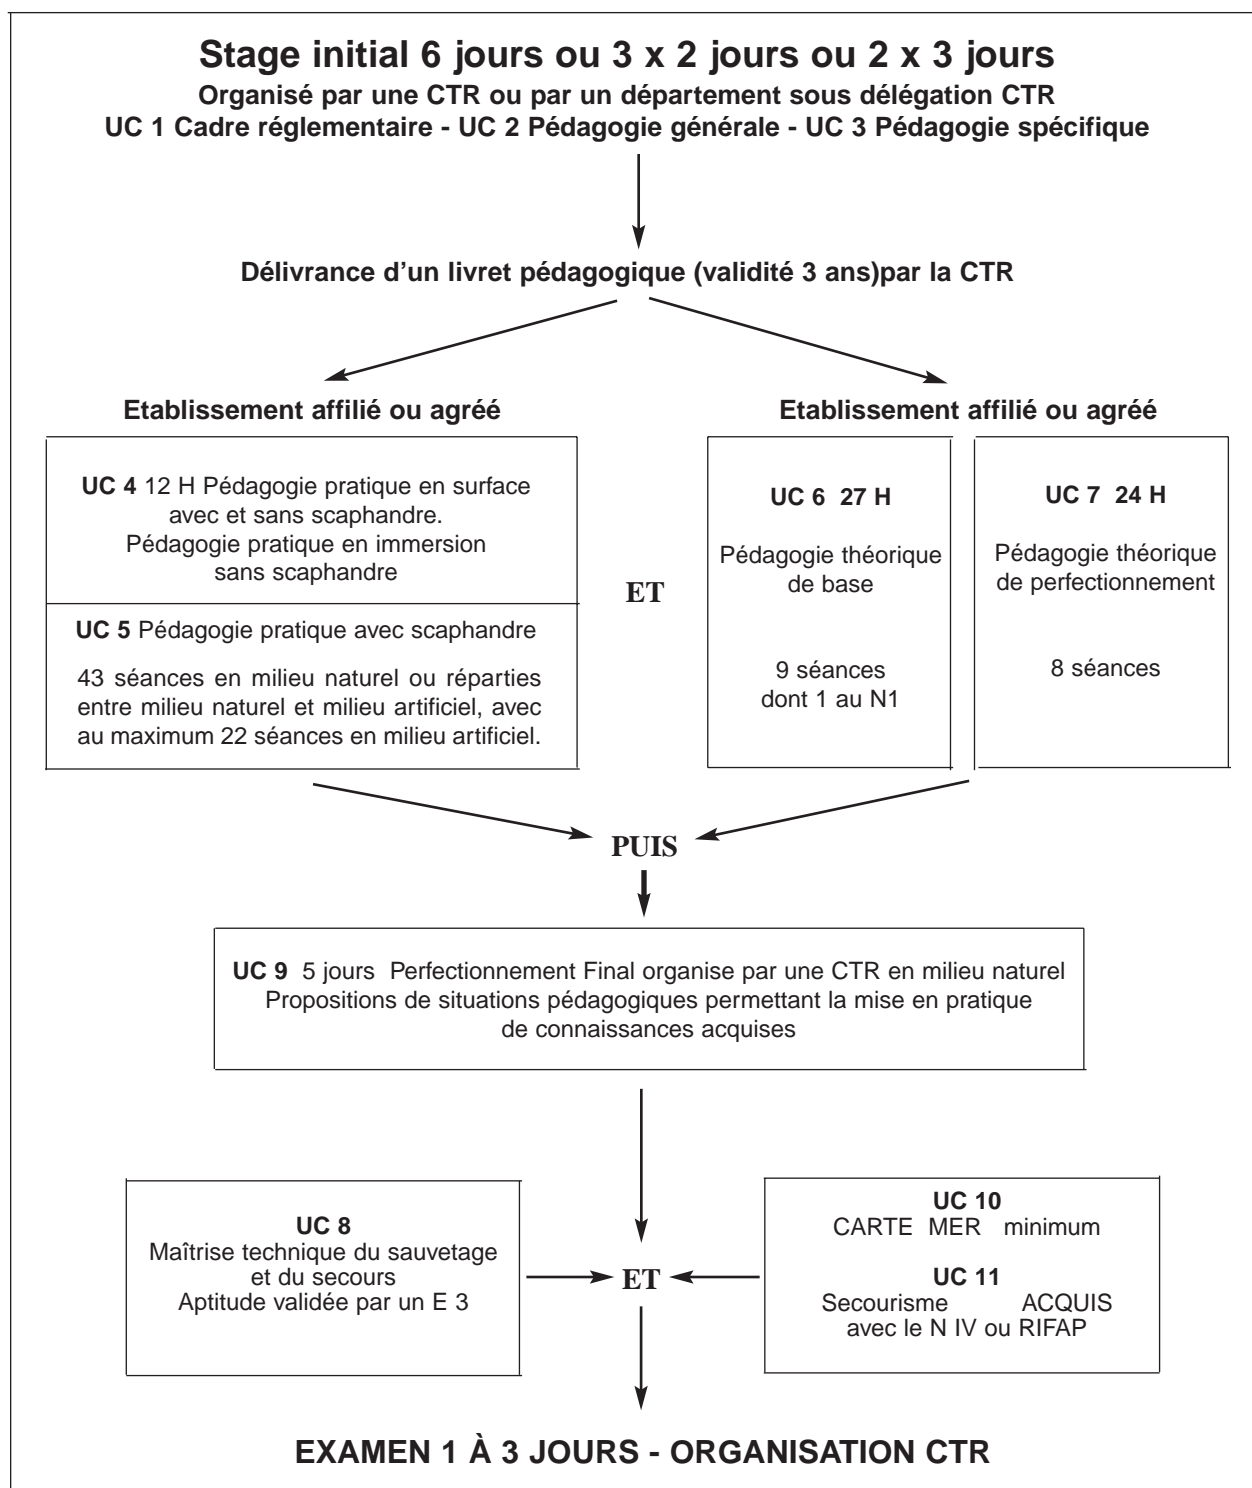 Stage initial 6 jours ou 3 x 2 jours ou 2 x 3 jours
Organisé par une CTR ou par un département sous délégation CTR
UC 1 Cadre réglementaire - UC 2 Pédagogie générale - UC 3 Pédagogie spécifique
Délivrance d'un livret pédagogique (validité 3 ans)par la CTR
Etablissement affilié ou agréé
UC 4 12 H Pédagogie pratique en surface
avec et sans scaphandre.
Pédagogie pratique en immersion
sans scaphandre
UC 5 Pédagogie pratique avec scaphandre
43 séances en milieu naturel ou réparties
entre milieu naturel et milieu artificiel, avec
au maximum 22 séances en milieu artificiel.
ET
Etablissement affilié ou agréé
UC 6 27 H
Pédagogie théorique
de base
9 séances
dont 1 au N1
UC 7 24 H
Pédagogie théorique
de perfectionnement
8 séances
PUIS
UC 9 5 jours Perfectionnement Final organise par une CTR en milieu naturel
Propositions de situations pédagogiques permettant la mise en pratique
de connaissances acquises
UC 8
Maîtrise technique du sauvetage
et du secours
Aptitude validée par un E 3
ET
UC 10
CARTE MER minimum
UC 11
Secourisme ACQUIS
avec le N IV ou RIFAP
EXAMEN 1 À 3 JOURS - ORGANISATION CTR